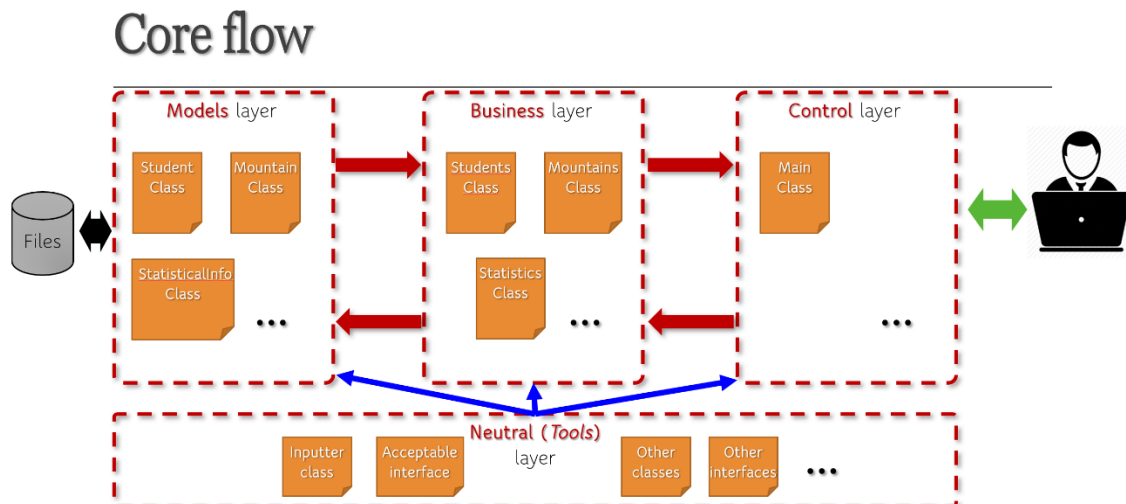 Core flow
Models layer
Business layer
Control layer
Student
Class
Mountain
Class
Students
Class
Mountains
Class
Main
Class
Files
StatisticalInfo
Class
...
Statistics
Class
...
...
Neutral (Tools)
layer
Inputter
class
Acceptable
interface
Other
classes
Other
interfaces
...